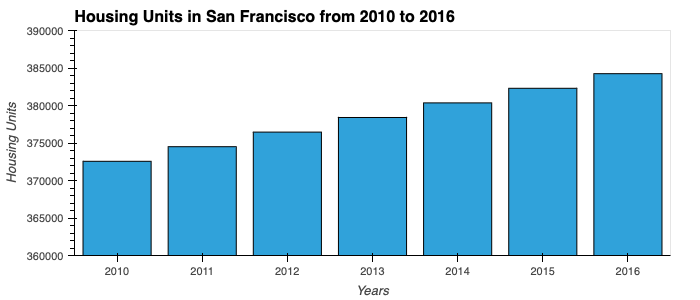 Housing Units in San Francisco from 2010 to 2016
390000
385000
380000
375000
370000
365000
360000
Housing Units
2010 2011 2012 2013 2014 2015 2016
Years